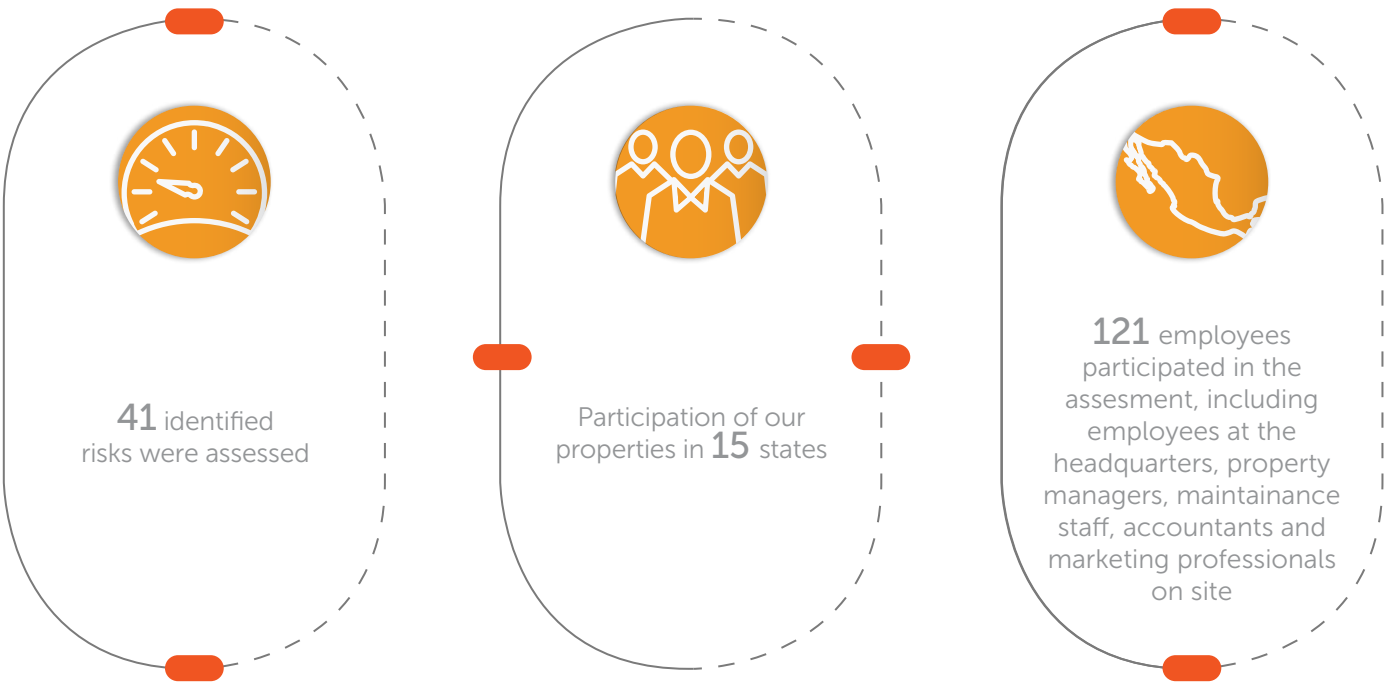 41 identified
risks were assessed
Participation of our
properties in 15 states
121 employees
participated in the
assesment, including
employees at the
headquarters, property
managers, maintainance
staff, accountants and
marketing professionals
on site